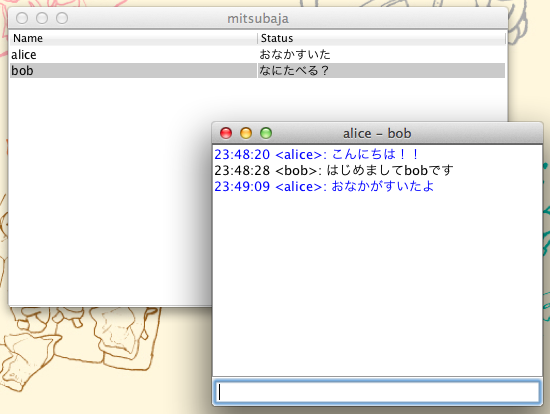 mitsubaja
Name Status
alice おなかすいた
bob なにたべる？
alice – bob
23:48:20 <alice>: こんにちは！！
23:48:28 <bob>: はじめましてbobです
23:49:09 <alice>: おなかがすいたよ